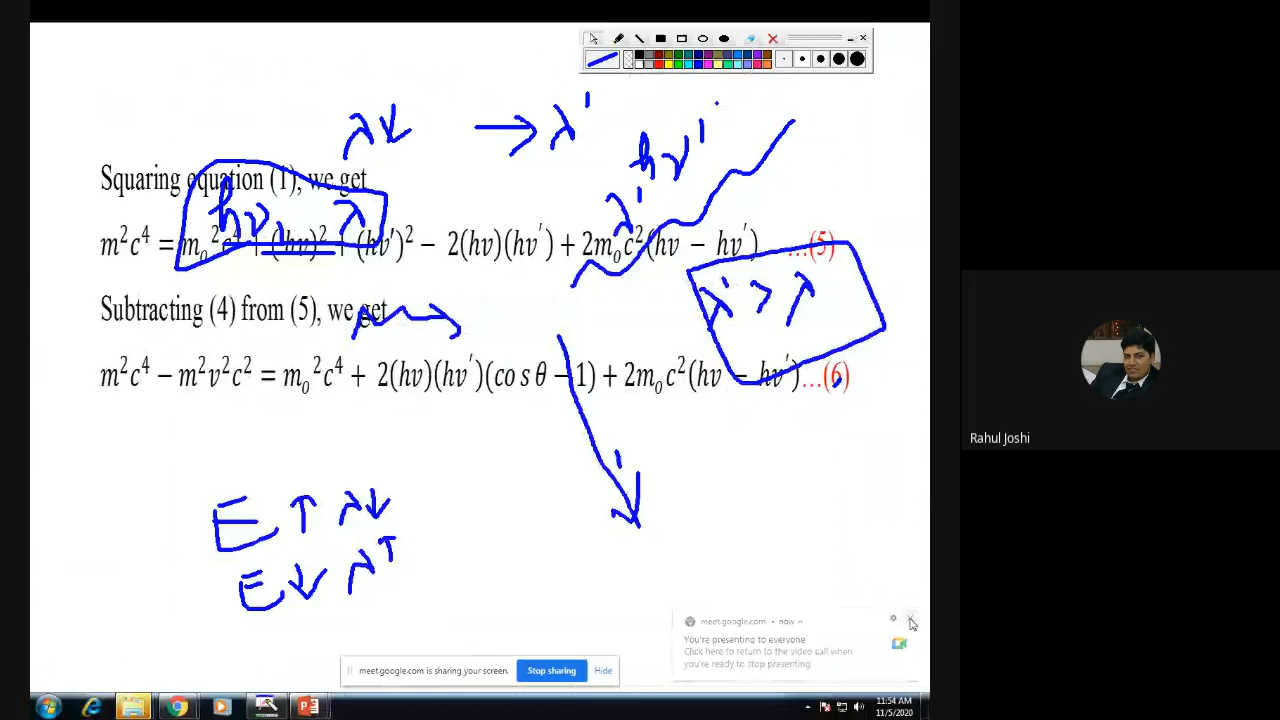 λ↓ → λ'
hν'
Squaring equation (1), we get
hν, λ
λ'
m²c⁴ = m₀²c⁴ + (hν)² + (hν')² − 2(hν)(hν') + 2m₀c²(hν − hν') ...(5)
λ' > λ
Subtracting (4) from (5), we get
m²c⁴ − m²v²c² = m₀²c⁴ + 2(hν)(hν')(cos θ − 1) + 2m₀c²(hν − hν')...(6)
Rahul Joshi
E ↑ λ↓
E ↓ λ↑
meet.google.com • now
You're presenting to everyone
Click here to return to the video call when
you're ready to stop presenting
meet.google.com is sharing your screen.
Stop sharing
Hide
11:54 AM
11/5/2020